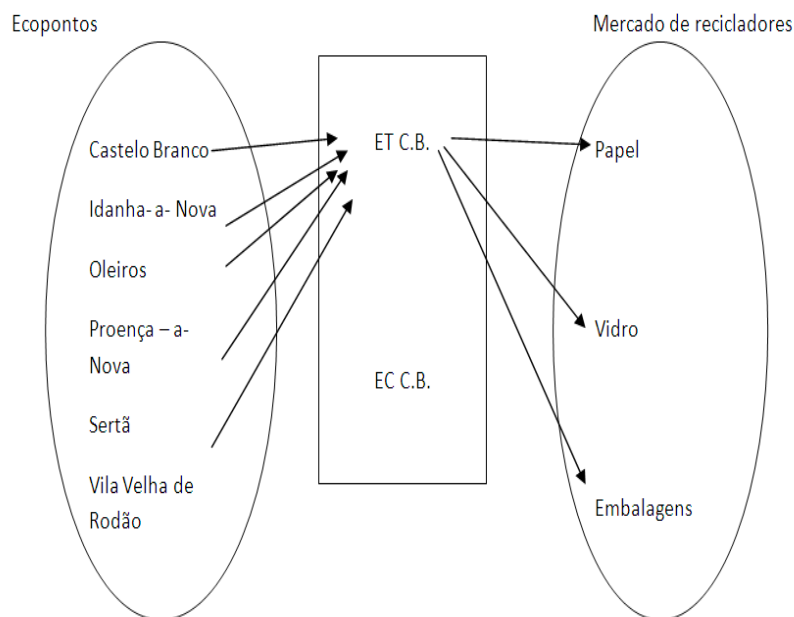 Ecopontos
Mercado de recicladores
Castelo Branco
Idanha- a- Nova
Oleiros
Proença – a-
Nova
Sertã
Vila Velha de
Rodão
ET C.B.
EC C.B.
Papel
Vidro
Embalagens